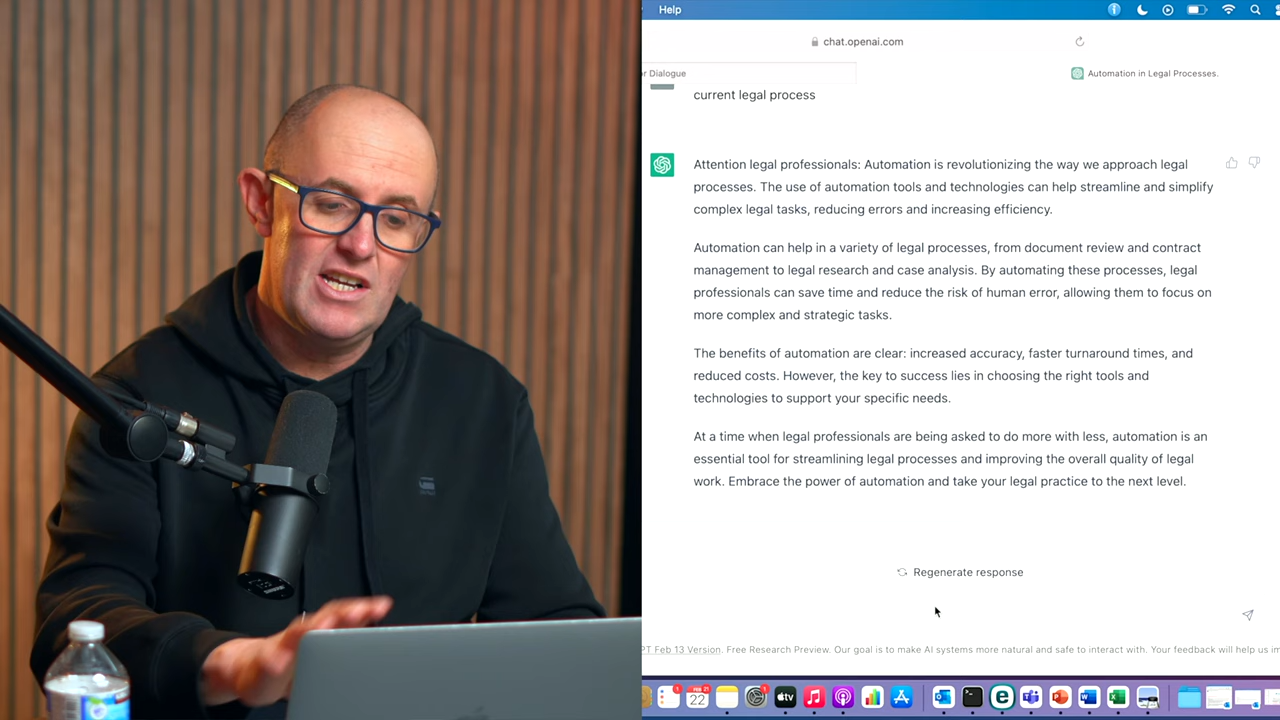 Help
chat.openai.com
r Dialogue
Automation in Legal Processes.
current legal process
Attention legal professionals: Automation is revolutionizing the way we approach legal
processes. The use of automation tools and technologies can help streamline and simplify
complex legal tasks, reducing errors and increasing efficiency.
Automation can help in a variety of legal processes, from document review and contract
management to legal research and case analysis. By automating these processes, legal
professionals can save time and reduce the risk of human error, allowing them to focus on
more complex and strategic tasks.
The benefits of automation are clear: increased accuracy, faster turnaround times, and
reduced costs. However, the key to success lies in choosing the right tools and
technologies to support your specific needs.
At a time when legal professionals are being asked to do more with less, automation is an
essential tool for streamlining legal processes and improving the overall quality of legal
work. Embrace the power of automation and take your legal practice to the next level.
Regenerate response
PT Feb 13 Version. Free Research Preview. Our goal is to make AI systems more natural and safe to interact with. Your feedback will help us im
FEB
22
tv